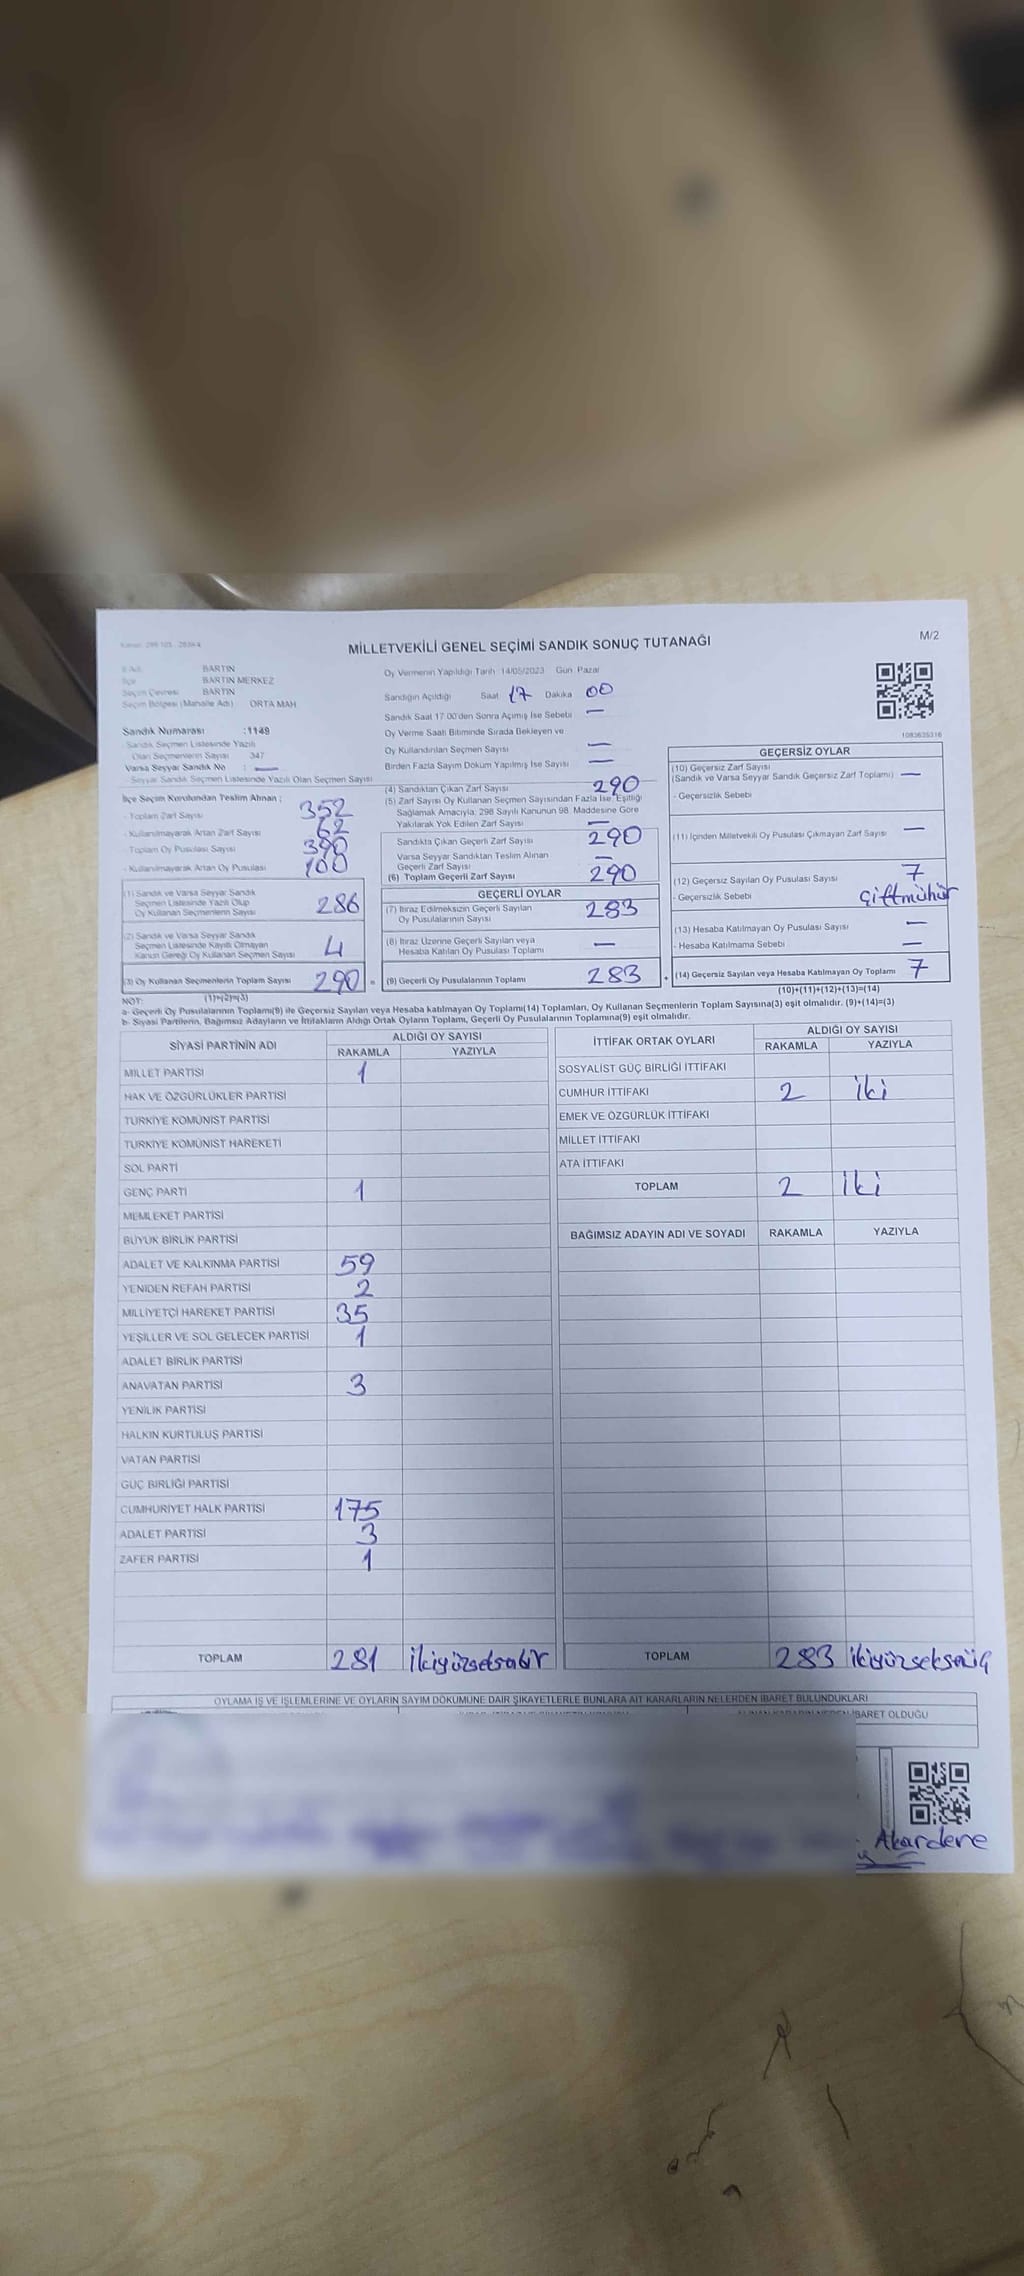 MİLLETVEKİLİ GENEL SEÇİMİ SANDIK SONUÇ TUTANAĞI
M/2
BARTIN
BARTIN MERKEZ
Seçim Çevresi BARTIN
Seçim Bölgesi (Mahalle Adı) ORTA MAH
Sandık Numarası :1149
Sandık Seçmen Listesinde Yazılı
Olan Seçmenlerin Sayısı 347
Varsa Seyyar Sandık No : —
Seyyar Sandık Seçmen Listesinde Yazılı Olan Seçmen Sayısı
Oy Vermenin Yapıldığı Tarih :14/05/2023 Gün: Pazar
Sandığın Açıldığı Saat 17 Dakika 00
Sandık Saat 17.00'den Sonra Açımış İse Sebebi —
Oy Verme Saati Bitiminde Sırada Bekleyen ve
Oy Kullandırılan Seçmen Sayısı —
Birden Fazla Sayım Döküm Yapılmış İse Sayısı —
1083635316
İlçe Seçim Kurulundan Teslim Alınan ;
- Toplam Zarf Sayısı 352
- Kullanılmayarak Artan Zarf Sayısı 62
- Toplam Oy Pusulası Sayısı 390
- Kullanılmayarak Artan Oy Pusulası 100
(1) Sandık ve Varsa Seyyar Sandık
Seçmen Listesinde Yazılı Olup
Oy Kullanan Seçmenlerin Sayısı 286
(2) Sandık ve Varsa Seyyar Sandık
Seçmen Listesinde Kayıtlı Olmayan
Kanun Gereği Oy Kullanan Seçmen Sayısı 4
(3) Oy Kullanan Seçmenlerin Toplam Sayısı 290 =
(1)+(2)=(3)
(4) Sandıktan Çıkan Zarf Sayısı 290
(5) Zarf Sayısı Oy Kullanan Seçmen Sayısından Fazla İse, Eşitliği
Sağlamak Amacıyla; 298 Sayılı Kanunun 98. Maddesine Göre
Yakılarak Yok Edilen Zarf Sayısı —
Sandıkta Çıkan Geçerli Zarf Sayısı 290
Varsa Seyyar Sandıktan Teslim Alınan
Geçerli Zarf Sayısı —
(6) Toplam Geçerli Zarf Sayısı 290
GEÇERLİ OYLAR
(7) İtiraz Edilmeksizin Geçerli Sayılan
Oy Pusulalarının Sayısı 283
(8) İtiraz Üzerine Geçerli Sayılan veya
Hesaba Katılan Oy Pusulası Toplamı —
(9) Geçerli Oy Pusulalarının Toplamı 283 +
GEÇERSİZ OYLAR
(10) Geçersiz Zarf Sayısı
(Sandık ve Varsa Seyyar Sandık Geçersiz Zarf Toplamı) —
- Geçersizlik Sebebi
(11) İçinden Milletvekili Oy Pusulası Çıkmayan Zarf Sayısı —
(12) Geçersiz Sayılan Oy Pusulası Sayısı 7
- Geçersizlik Sebebi çiftmühür
(13) Hesaba Katılmayan Oy Pusulası Sayısı —
- Hesaba Katılmama Sebebi —
(14) Geçersiz Sayılan veya Hesaba Katılmayan Oy Toplamı 7
(10)+(11)+(12)+(13)=(14)
NOT:
a- Geçerli Oy Pusulalarının Toplamı(9) ile Geçersiz Sayılan veya Hesaba katılmayan Oy Toplamı(14) Toplamları, Oy Kullanan Seçmenlerin Toplam Sayısına(3) eşit olmalıdır. (9)+(14)=(3)
b- Siyasi Partilerin, Bağımsız Adayların ve İttifakların Aldığı Ortak Oyların Toplamı, Geçerli Oy Pusulalarının Toplamına(9) eşit olmalıdır.
SİYASİ PARTİNİN ADI
ALDIĞI OY SAYISI
RAKAMLA YAZIYLA
MİLLET PARTİSİ 1
HAK VE ÖZGÜRLÜKLER PARTİSİ
TÜRKİYE KOMÜNİST PARTİSİ
TÜRKİYE KOMÜNİST HAREKETİ
SOL PARTİ
GENÇ PARTİ 1
MEMLEKET PARTİSİ
BÜYÜK BİRLİK PARTİSİ
ADALET VE KALKINMA PARTİSİ 59
YENİDEN REFAH PARTİSİ 2
MİLLİYETÇİ HAREKET PARTİSİ 35
YEŞİLLER VE SOL GELECEK PARTİSİ 1
ADALET BİRLİK PARTİSİ
ANAVATAN PARTİSİ 3
YENİLİK PARTİSİ
HALKIN KURTULUŞ PARTİSİ
VATAN PARTİSİ
GÜÇ BİRLİĞİ PARTİSİ
CUMHURİYET HALK PARTİSİ 175
ADALET PARTİSİ 3
ZAFER PARTİSİ 1
TOPLAM 281 ikiyüzseksabir
İTTİFAK ORTAK OYLARI
ALDIĞI OY SAYISI
RAKAMLA YAZIYLA
SOSYALİST GÜÇ BİRLİĞİ İTTİFAKI
CUMHUR İTTİFAKI 2 iki
EMEK VE ÖZGÜRLÜK İTTİFAKI
MİLLET İTTİFAKI
ATA İTTİFAKI
TOPLAM 2 iki
BAĞIMSIZ ADAYIN ADI VE SOYADI RAKAMLA YAZIYLA
TOPLAM 283 ikiyüzseksenüç
OYLAMA İŞ VE İŞLEMLERİNE VE OYLARIN SAYIM DÖKÜMÜNE DAİR ŞİKAYETLERLE BUNLARA AİT KARARLARIN NELERDEN İBARET BULUNDUKLARI
İBARET OLDUĞU
Akardere